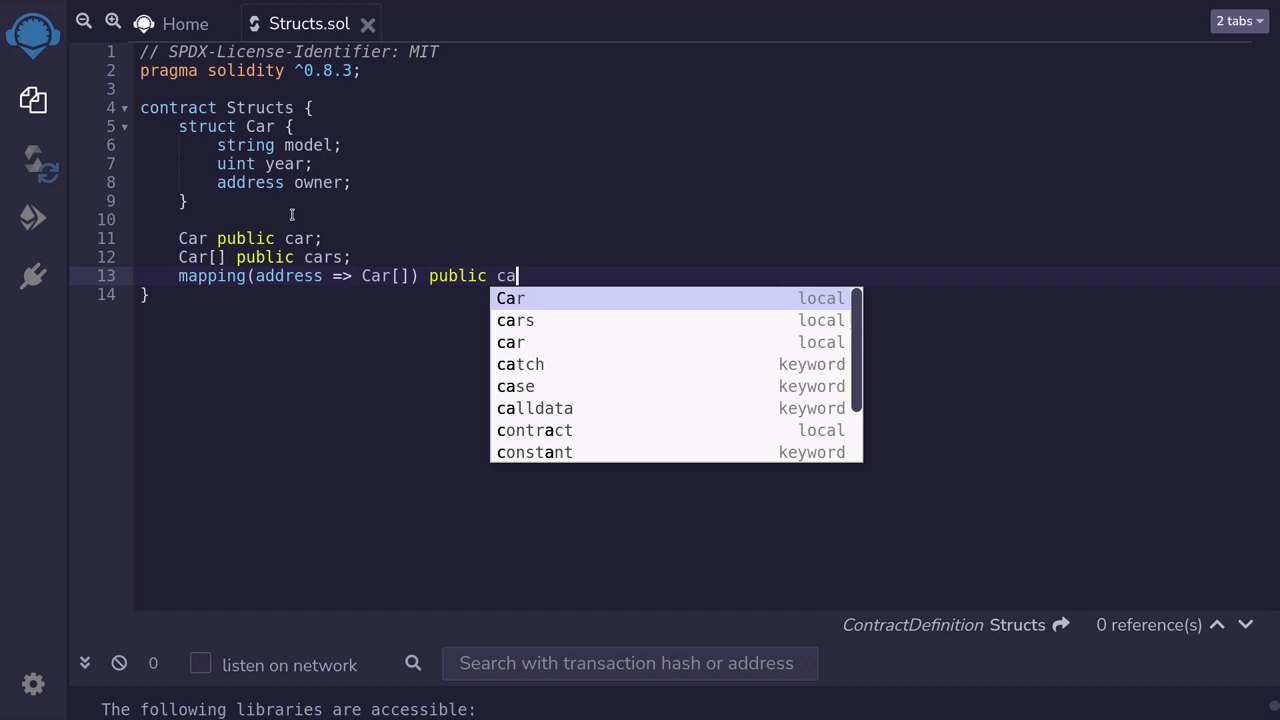 Home
Structs.sol
2 tabs
1 // SPDX-License-Identifier: MIT
2 pragma solidity ^0.8.3;
3
4 contract Structs {
5     struct Car {
6         string model;
7         uint year;
8         address owner;
9     }
10
11     Car public car;
12     Car[] public cars;
13     mapping(address => Car[]) public ca
14 }
Car local
cars local
car local
catch keyword
case keyword
calldata keyword
contract local
constant keyword
ContractDefinition Structs 0 reference(s)
0 listen on network Search with transaction hash or address
The following libraries are accessible: